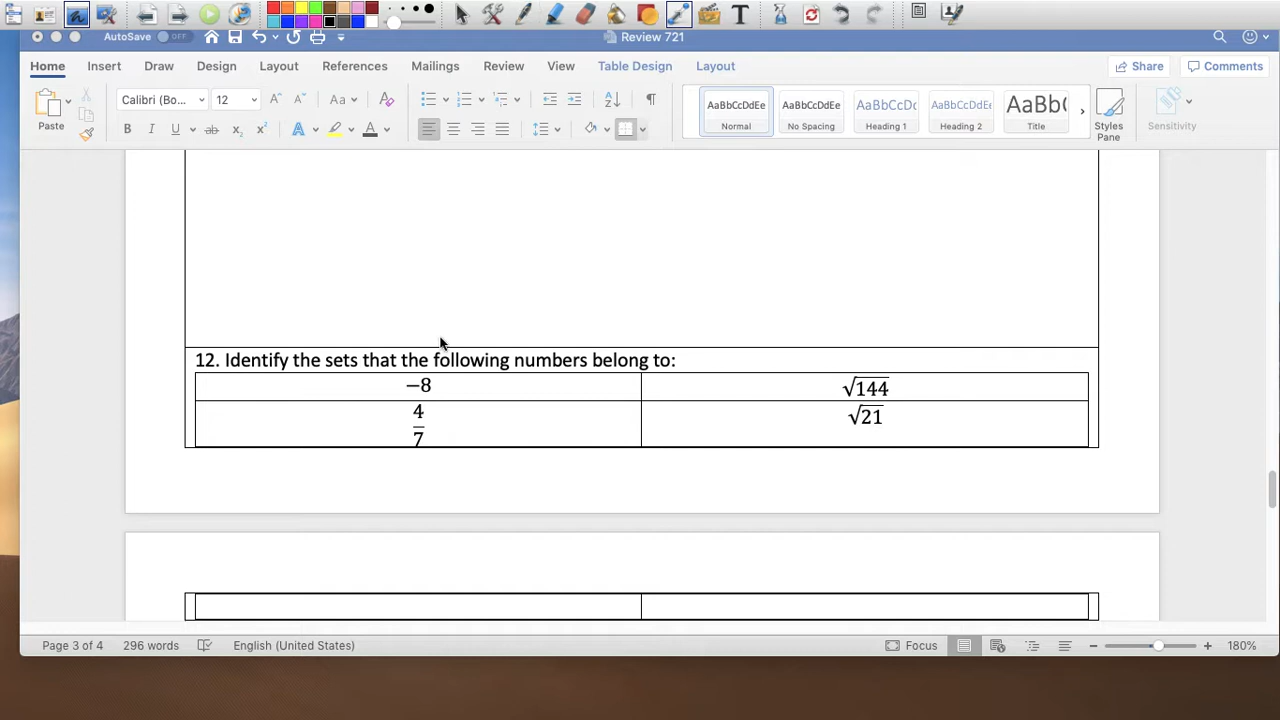 AutoSave OFF
Review 721
Home Insert Draw Design Layout References Mailings Review View Table Design Layout
Share Comments
Paste
Calibri (Bo... 12
AaBbCcDdEe
Normal
AaBbCcDdEe
No Spacing
AaBbCcDc
Heading 1
AaBbCcDdEe
Heading 2
AaBb(
Title
Styles
Pane
Sensitivity
12. Identify the sets that the following numbers belong to:
−8 √144
4/7 √21
Page 3 of 4 296 words English (United States) Focus 180%